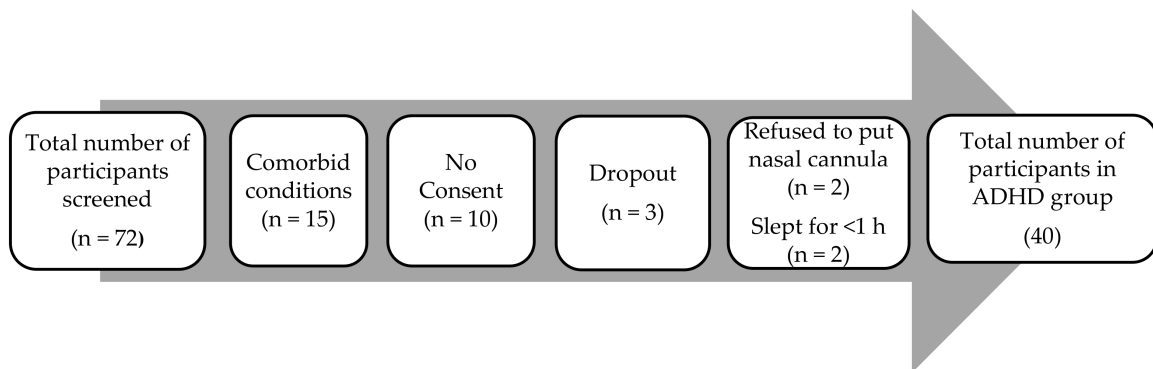 Total number of
participants
screened
(n = 72)
Comorbid
conditions
(n = 15)
No
Consent
(n = 10)
Dropout
(n = 3)
Refused to put
nasal cannula
(n = 2)
Slept for <1 h
(n = 2)
Total number of
participants in
ADHD group
(40)